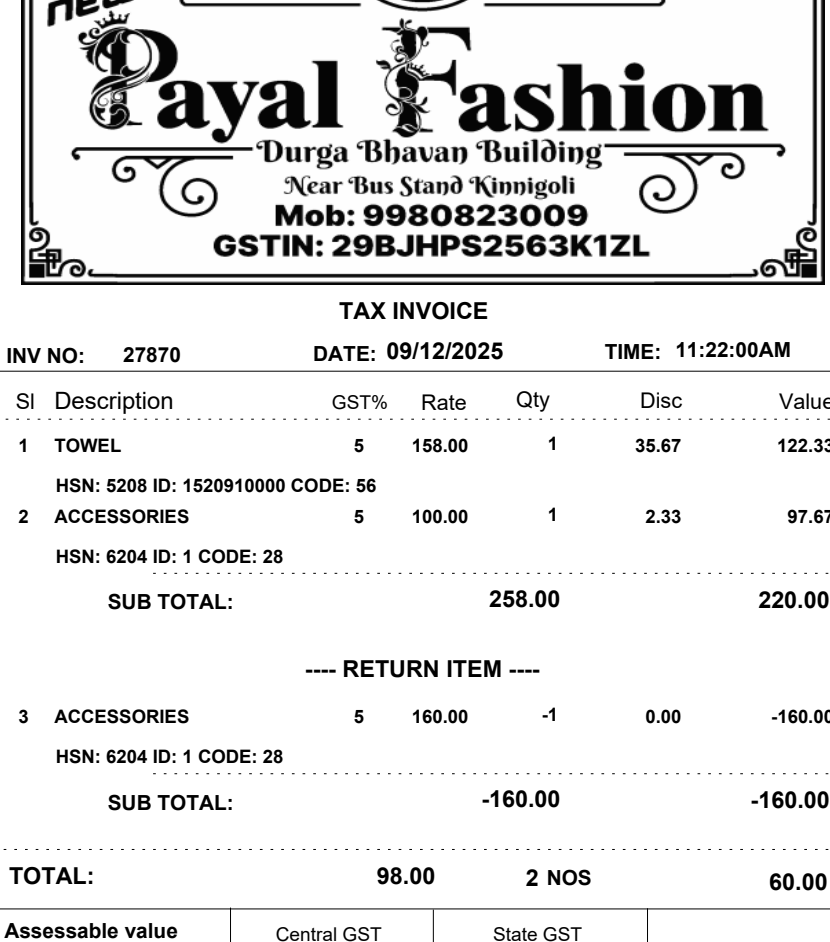 new
Payal Fashion
Durga Bhavan Building
Near Bus Stand Kinnigoli
Mob: 9980823009
GSTIN: 29BJHPS2563K1ZL
TAX INVOICE
INV NO: 27870 DATE: 09/12/2025 TIME: 11:22:00AM
Sl Description GST% Rate Qty Disc Value
1 TOWEL 5 158.00 1 35.67 122.33
HSN: 5208 ID: 1520910000 CODE: 56
2 ACCESSORIES 5 100.00 1 2.33 97.67
HSN: 6204 ID: 1 CODE: 28
SUB TOTAL: 258.00 220.00
---- RETURN ITEM ----
3 ACCESSORIES 5 160.00 -1 0.00 -160.00
HSN: 6204 ID: 1 CODE: 28
SUB TOTAL: -160.00 -160.00
TOTAL: 98.00 2 NOS 60.00
Assessable value Central GST State GST